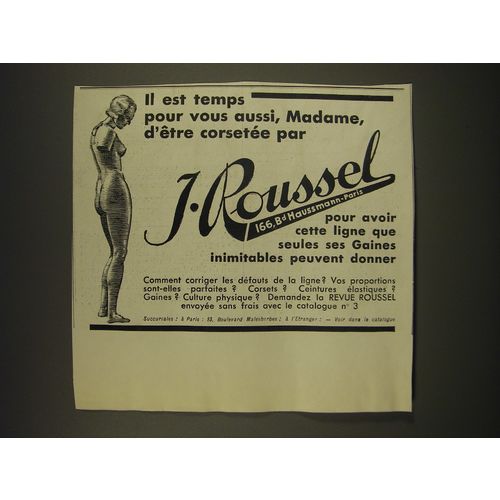 Il est temps
pour vous aussi, Madame,
d'être corsetée par
J. Roussel
166, Bd Haussmann-Paris
pour avoir
cette ligne que
seules ses Gaines
inimitables peuvent donner
Comment corriger les défauts de la ligne? Vos proportions
sont-elles parfaites? Corsets? Ceintures élastiques?
Gaines? Culture physique? Demandez la REVUE ROUSSEL
envoyée sans frais avec le catalogue n° 3
Succursales: à Paris: 83, Boulevard Malesherbes; à l'Etranger: - Voir dans le catalogue